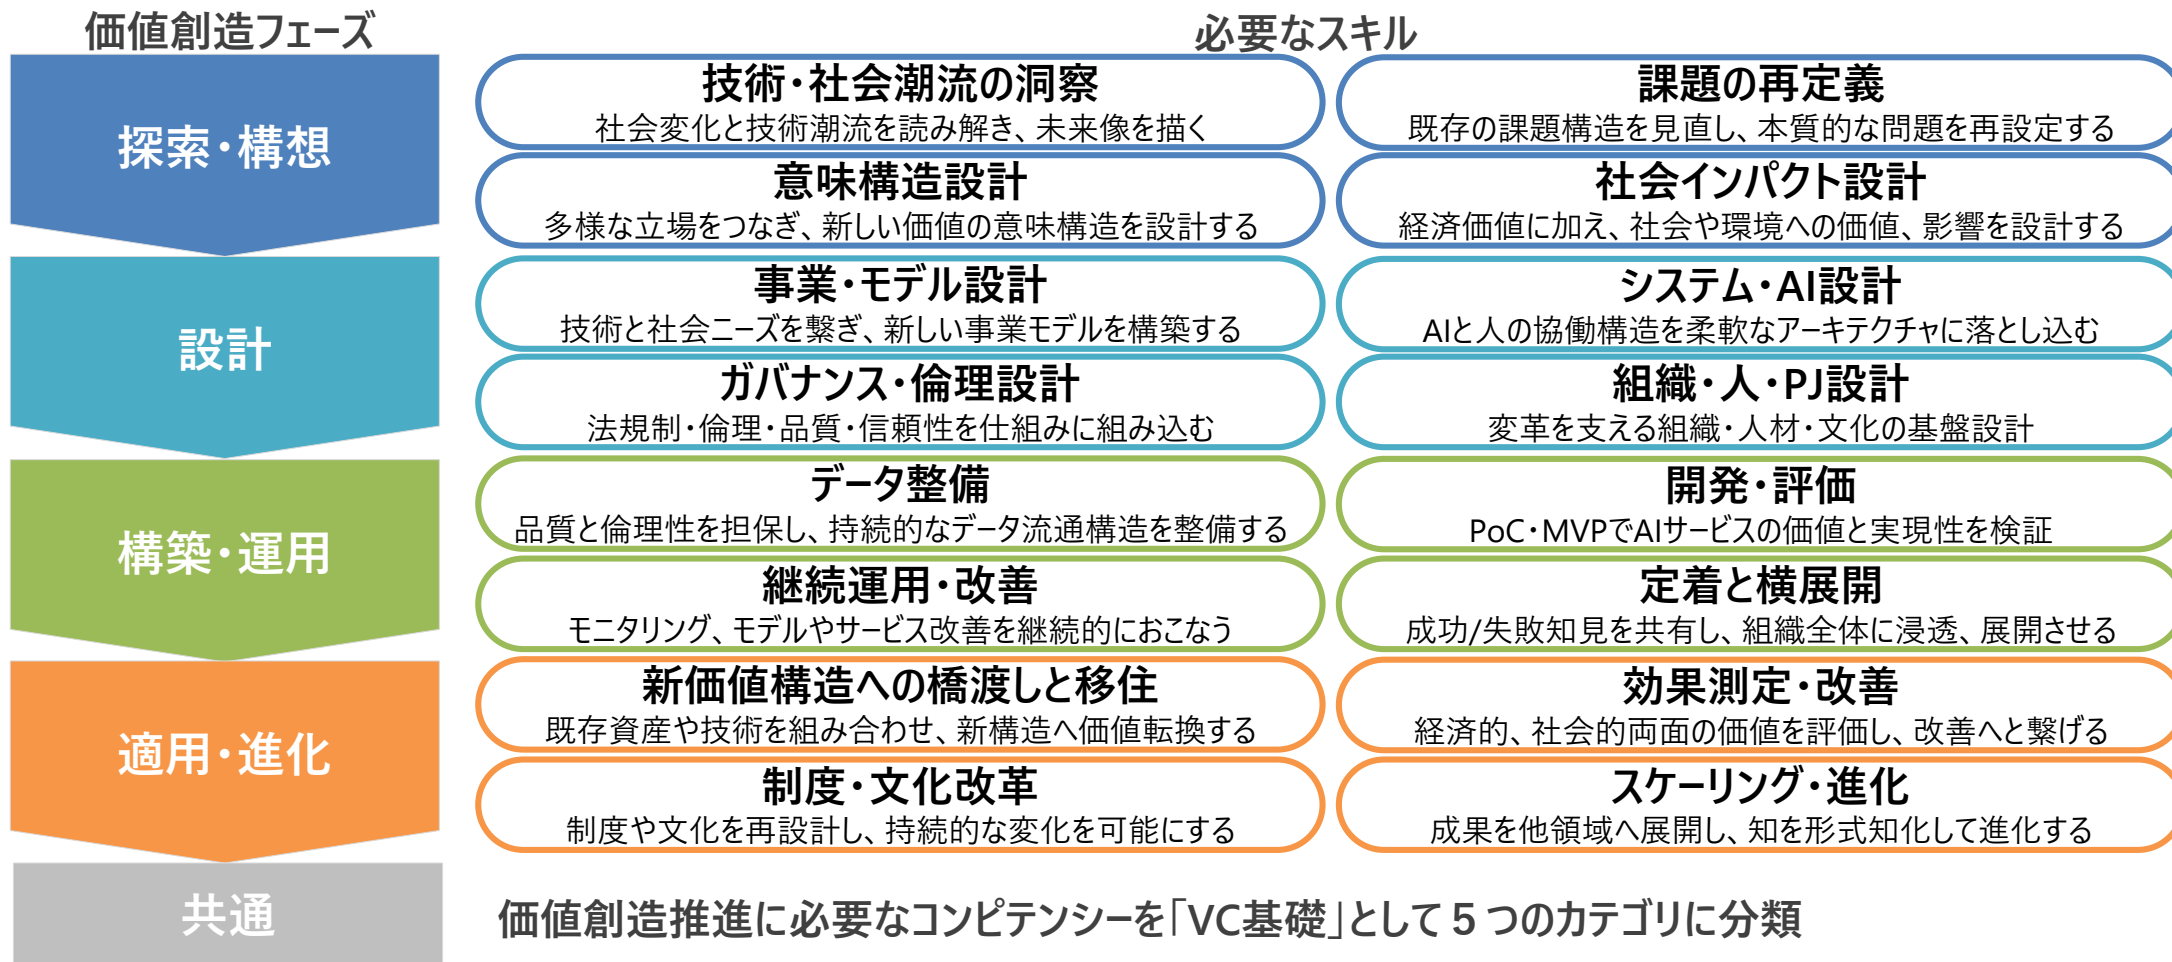 価値創造フェーズ
必要なスキル
探索・構想
技術・社会潮流の洞察
社会変化と技術潮流を読み解き、未来像を描く
課題の再定義
既存の課題構造を見直し、本質的な問題を再設定する
意味構造設計
多様な立場をつなぎ、新しい価値の意味構造を設計する
社会インパクト設計
経済価値に加え、社会や環境への価値、影響を設計する
設計
事業・モデル設計
技術と社会ニーズを繋ぎ、新しい事業モデルを構築する
システム・AI設計
AIと人の協働構造を柔軟なアーキテクチャに落とし込む
ガバナンス・倫理設計
法規制・倫理・品質・信頼性を仕組みに組み込む
組織・人・PJ設計
変革を支える組織・人材・文化の基盤設計
構築・運用
データ整備
品質と倫理性を担保し、持続的なデータ流通構造を整備する
開発・評価
PoC・MVPでAIサービスの価値と実現性を検証
継続運用・改善
モニタリング、モデルやサービス改善を継続的におこなう
定着と横展開
成功/失敗知見を共有し、組織全体に浸透、展開させる
適用・進化
新価値構造への橋渡しと移住
既存資産や技術を組み合わせ、新構造へ価値転換する
効果測定・改善
経済的、社会的両面の価値を評価し、改善へと繋げる
制度・文化改革
制度や文化を再設計し、持続的な変化を可能にする
スケーリング・進化
成果を他領域へ展開し、知を形式知化して進化する
共通
価値創造推進に必要なコンピテンシーを「VC基礎」として５つのカテゴリに分類